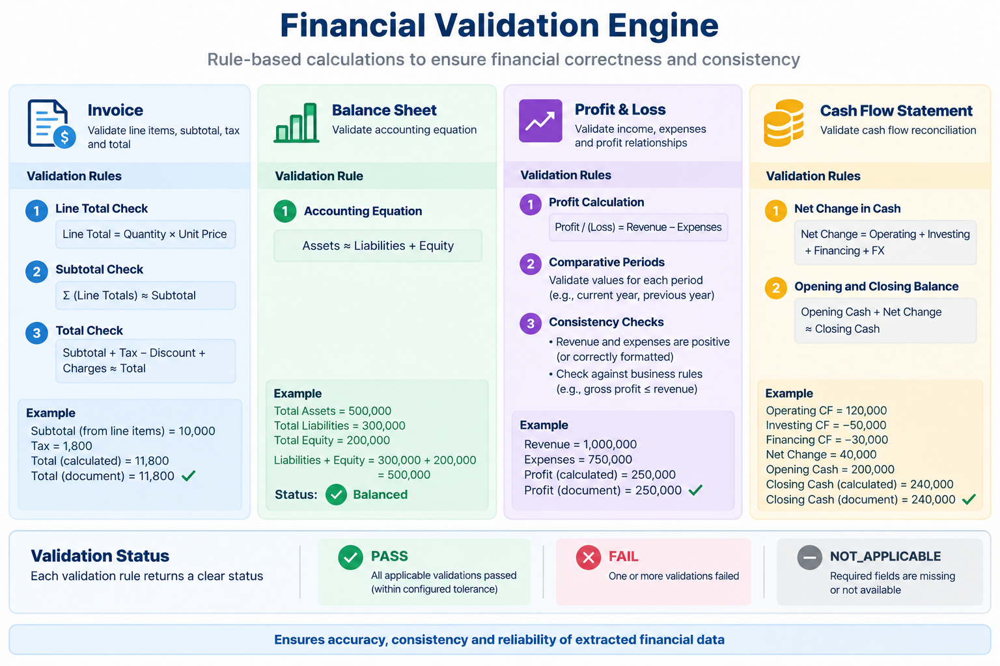 Financial Validation Engine
Rule-based calculations to ensure financial correctness and consistency
Invoice
Validate line items, subtotal, tax
and total
$
Validation Rules
1
Line Total Check
Line Total = Quantity × Unit Price
2
Subtotal Check
Σ (Line Totals) ≈ Subtotal
3
Total Check
Subtotal + Tax − Discount +
Charges ≈ Total
Example
Subtotal (from line items) = 10,000
Tax = 1,800
Total (calculated) = 11,800
Total (document) = 11,800 ✓
Balance Sheet
Validate accounting equation
Validation Rule
1
Accounting Equation
Assets ≈ Liabilities + Equity
Example
Total Assets = 500,000
Total Liabilities = 300,000
Total Equity = 200,000
Liabilities + Equity = 300,000 + 200,000
= 500,000
Status: ✓ Balanced
Profit & Loss
Validate income, expenses
and profit relationships
Validation Rules
1
Profit Calculation
Profit / (Loss) = Revenue − Expenses
2
Comparative Periods
Validate values for each period
(e.g., current year, previous year)
3
Consistency Checks
• Revenue and expenses are positive
(or correctly formatted)
• Check against business rules
(e.g., gross profit ≤ revenue)
Example
Revenue = 1,000,000
Expenses = 750,000
Profit (calculated) = 250,000
Profit (document) = 250,000 ✓
Cash Flow Statement
Validate cash flow reconciliation
Validation Rules
1
Net Change in Cash
Net Change = Operating + Investing
+ Financing + FX
2
Opening and Closing Balance
Opening Cash + Net Change
≈ Closing Cash
Example
Operating CF = 120,000
Investing CF = −50,000
Financing CF = −30,000
Net Change = 40,000
Opening Cash = 200,000
Closing Cash (calculated) = 240,000
Closing Cash (document) = 240,000 ✓
Validation Status
Each validation rule returns a clear status
PASS
All applicable validations passed
(within configured tolerance)
FAIL
One or more validations failed
NOT_APPLICABLE
Required fields are missing
or not available
Ensures accuracy, consistency and reliability of extracted financial data